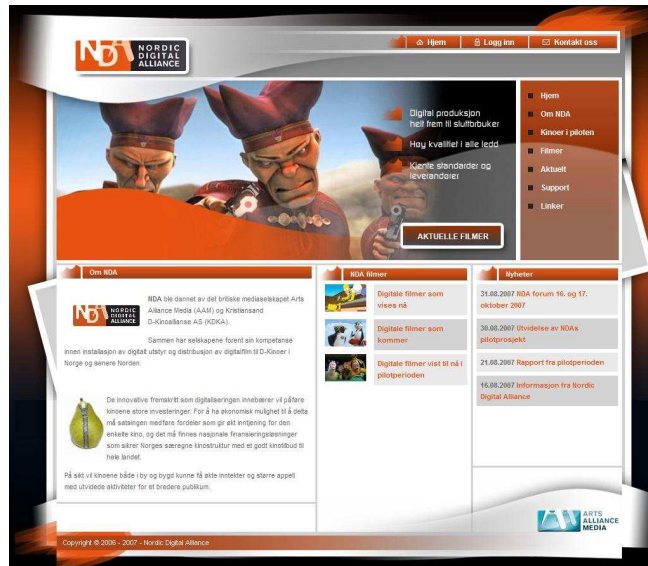 NORDIC
DIGITAL
ALLIANCE
Hjem
Logg inn
Kontakt oss
Digital produksjon
helt frem til sluttbrbuker
Høy kvalitet i alle ledd
Kjente standarder og
leverandører
AKTUELLE FILMER
Hjem
Om NDA
Kinoer i piloten
Filmer
Aktuelt
Support
Linker
Om NDA
NORDIC
DIGITAL
ALLIANCE
NDA ble dannet av det britiske mediaselskapet Arts
Alliance Media (AAM) og Kristiansand
D-Kinoallianse AS (KDKA).
Sammen har selskapene forent sin kompetanse
innen installasjon av digitalt utstyr og distribusjon av digitalfilm til D-Kinoer i
Norge og senere Norden.
De innovative fremskritt som digitaliseringen innebærer vil påføre
kinoene store investeringer. For å ha økonomisk mulighet til å delta
må satsingen medføre fordeler som gir økt inntjening for den
enkelte kino, og det må finnes nasjonale finansieringsløsninger
som sikrer Norges særegne kinostruktur med et godt kinotilbud til
hele landet.
På sikt vil kinoene både i by og bygd kunne få økte inntekter og større appell
med utvidede aktiviteter for et bredere publikum.
NDA filmer
Digitale filmer som
vises nå
Digitale filmer som
kommer
Digitale filmer vist til nå i
pilotperioden
Nyheter
31.08.2007 NDA forum 16. og 17.
oktober 2007
30.08.2007 Utvidelse av NDAs
pilotprosjekt
21.08.2007 Rapport fra pilotperioden
16.08.2007 Informasjon fra Nordic
Digital Alliance
ARTS
ALLIANCE
MEDIA
Copyright © 2006 - 2007 - Nordic Digital Alliance